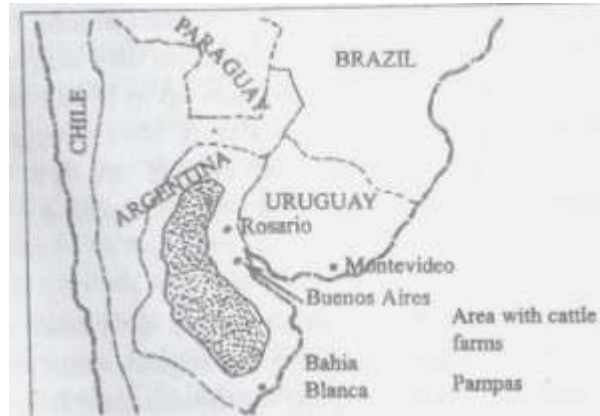 PARAGUAY
BRAZIL
CHILE
ARGENTINA
URUGUAY
Rosario
Montevideo
Buenos Aires
Area with cattle
farms
Bahia
Blanca
Pampas